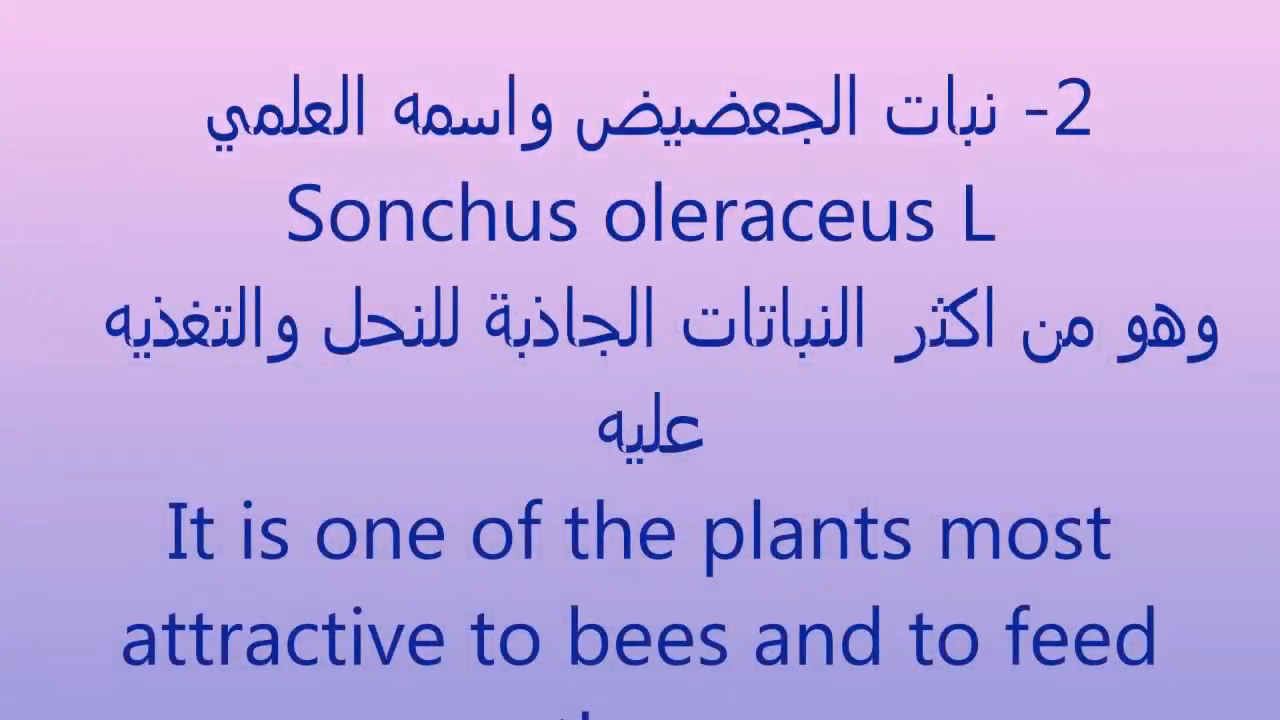 2- نبات الجعضيض واسمه العلمي
Sonchus oleraceus L
وهو من اكثر النباتات الجاذبة للنحل والتغذيه
عليه
It is one of the plants most
attractive to bees and to feed